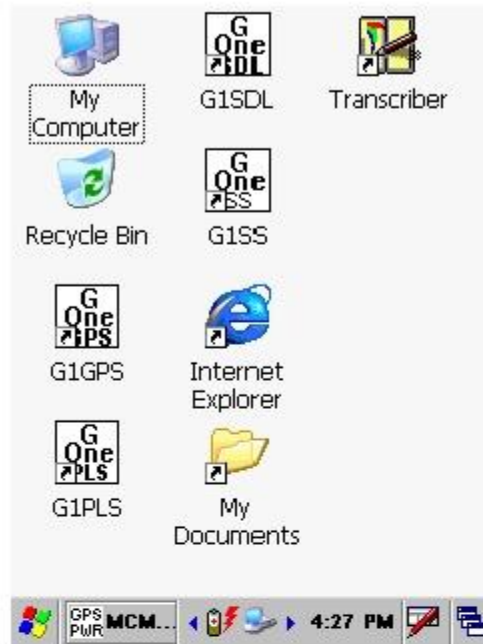 My
Computer
G
One
SDL
G1SDL
Transcriber
Recycle Bin
G
One
SS
G1SS
G
One
GPS
G1GPS
Internet
Explorer
G
One
PLS
G1PLS
My
Documents
GPS
PWR
MCM...
4:27 PM